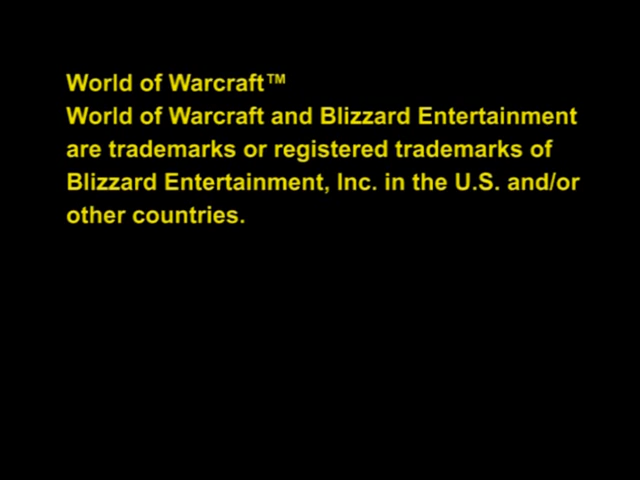 World of Warcraft™
World of Warcraft and Blizzard Entertainment
are trademarks or registered trademarks of
Blizzard Entertainment, Inc. in the U.S. and/or
other countries.